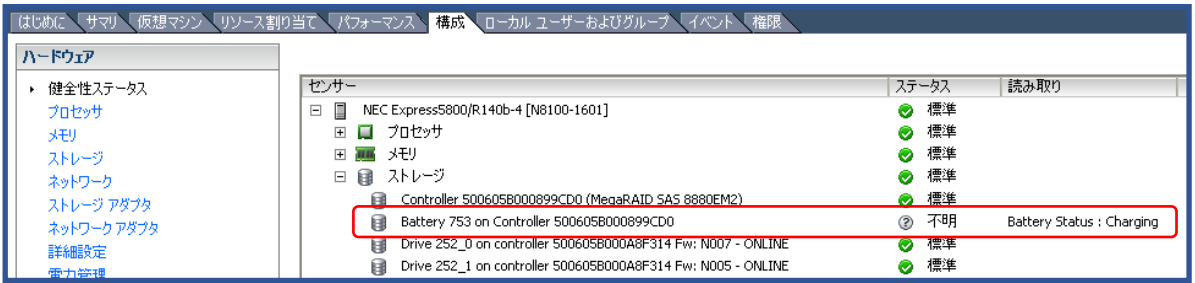 はじめに サマリ 仮想マシン リソース割り当て パフォーマンス 構成 ローカル ユーザーおよびグループ イベント 権限
ハードウェア
健全性ステータス
プロセッサ
メモリ
ストレージ
ネットワーク
ストレージ アダプタ
ネットワーク アダプタ
詳細設定
電力管理
センサー ステータス 読み取り
NEC Express5800/R140b-4 [N8100-1601] 標準
プロセッサ 標準
メモリ 標準
ストレージ 標準
Controller 500605B000899CD0 (MegaRAID SAS 8880EM2) 標準
Battery 753 on Controller 500605B000899CD0 不明 Battery Status : Charging
Drive 252_0 on controller 500605B000A8F314 Fw: N007 - ONLINE 標準
Drive 252_1 on controller 500605B000A8F314 Fw: N005 - ONLINE 標準